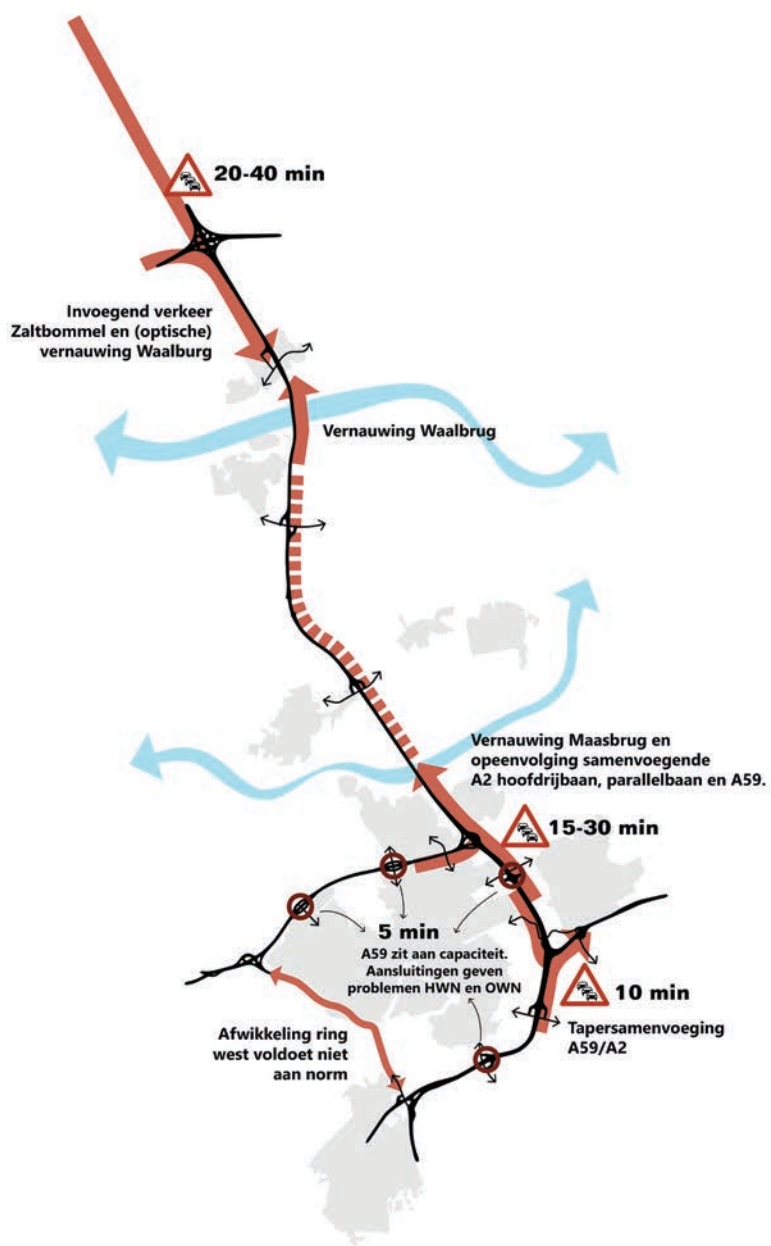 20-40 min
Invoegend verkeer
Zaltbommel en (optische)
vernauwing Waalburg
Vernauwing Waalbrug
Vernauwing Maasbrug en
opeenvolging samenvoegende
A2 hoofdrijbaan, parallelbaan en A59.
15-30 min
5 min
A59 zit aan capaciteit.
Aansluitingen geven
problemen HWN en OWN
10 min
Tapersamenvoeging
A59/A2
Afwikkeling ring
west voldoet niet
aan norm